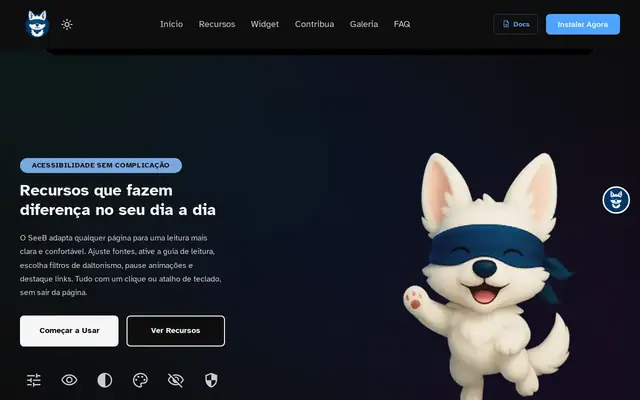 Início
Recursos
Widget
Contribua
Galeria
FAQ
Docs
Instalar Agora
ACESSIBILIDADE SEM COMPLICAÇÃO
Recursos que fazem
diferença no seu dia a dia
O SeeB adapta qualquer página para uma leitura mais
clara e confortável. Ajuste fontes, ative a guia de leitura,
escolha filtros de daltonismo, pause animações e
destaque links. Tudo com um clique ou atalho de teclado,
sem sair da página.
Começar a Usar
Ver Recursos